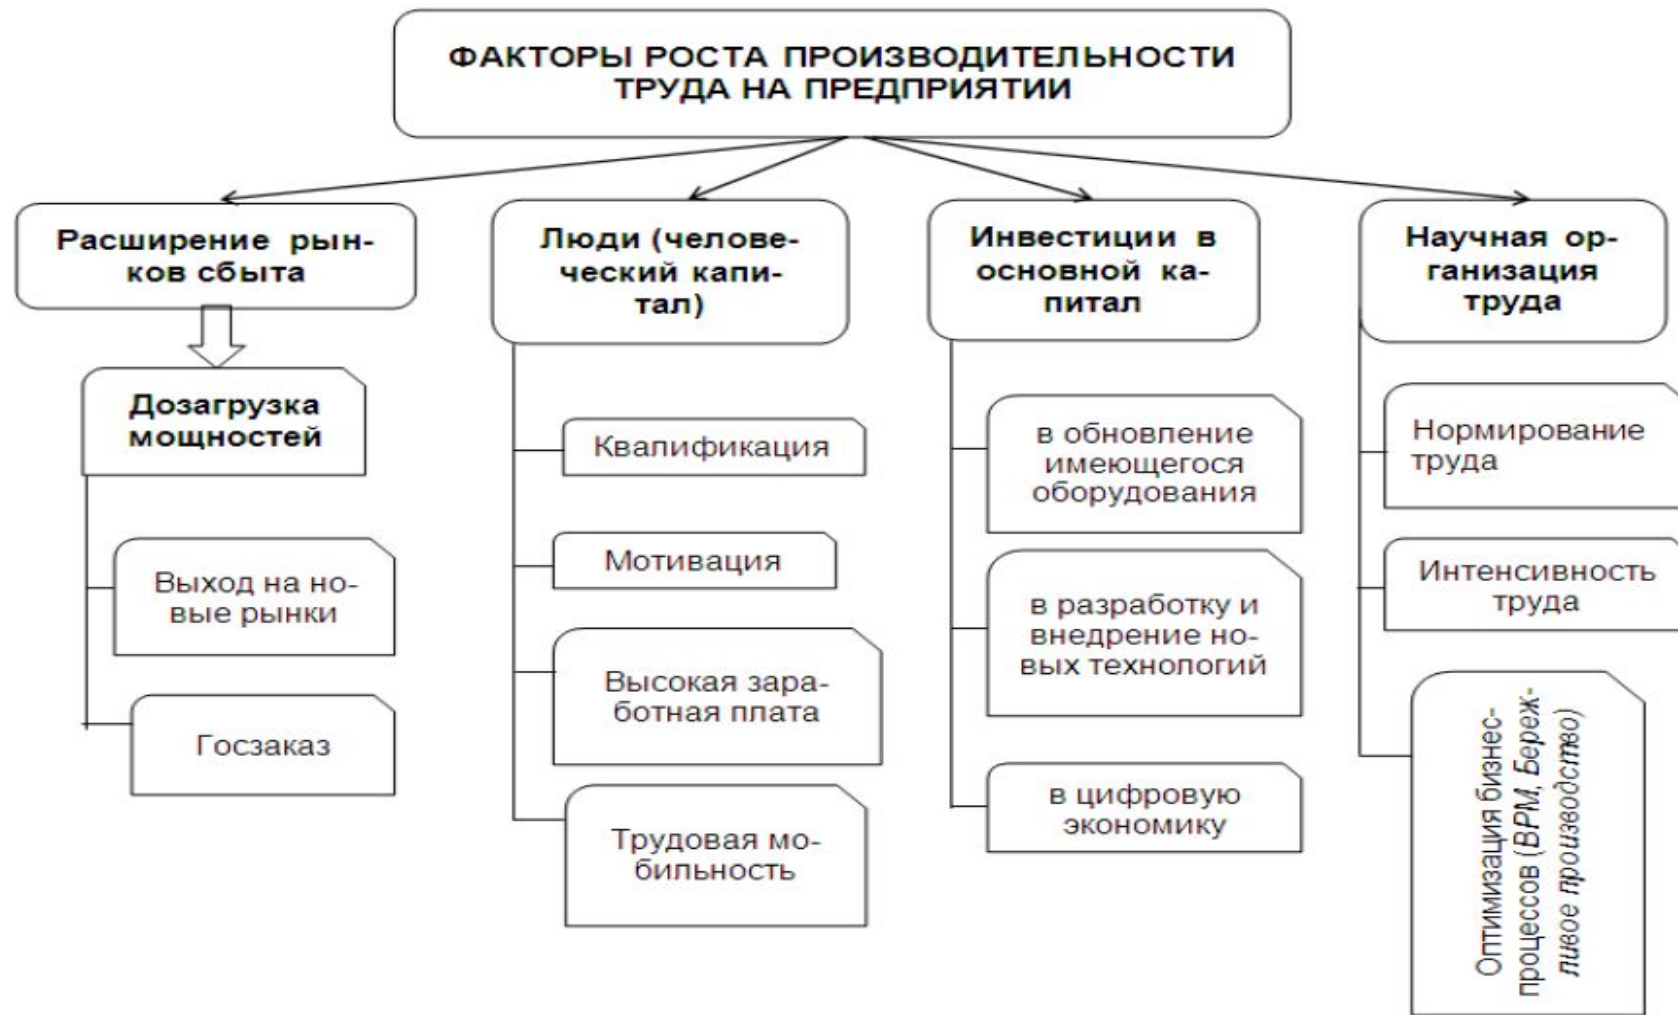 ФАКТОРЫ РОСТА ПРОИЗВОДИТЕЛЬНОСТИ
ТРУДА НА ПРЕДПРИЯТИИ
Расширение рын-
ков сбыта
Дозагрузка
мощностей
Выход на но-
вые рынки
Госзаказ
Люди (челове-
ческий капи-
тал)
Квалификация
Мотивация
Высокая зара-
ботная плата
Трудовая мо-
бильность
Инвестиции в
основной ка-
питал
в обновление
имеющегося
оборудования
в разработку и
внедрение но-
вых технологий
в цифровую
экономику
Научная ор-
ганизация
труда
Нормирование
труда
Интенсивность
труда
Оптимизация бизнес-
процессов (BPM, Береж-
ливое производство)